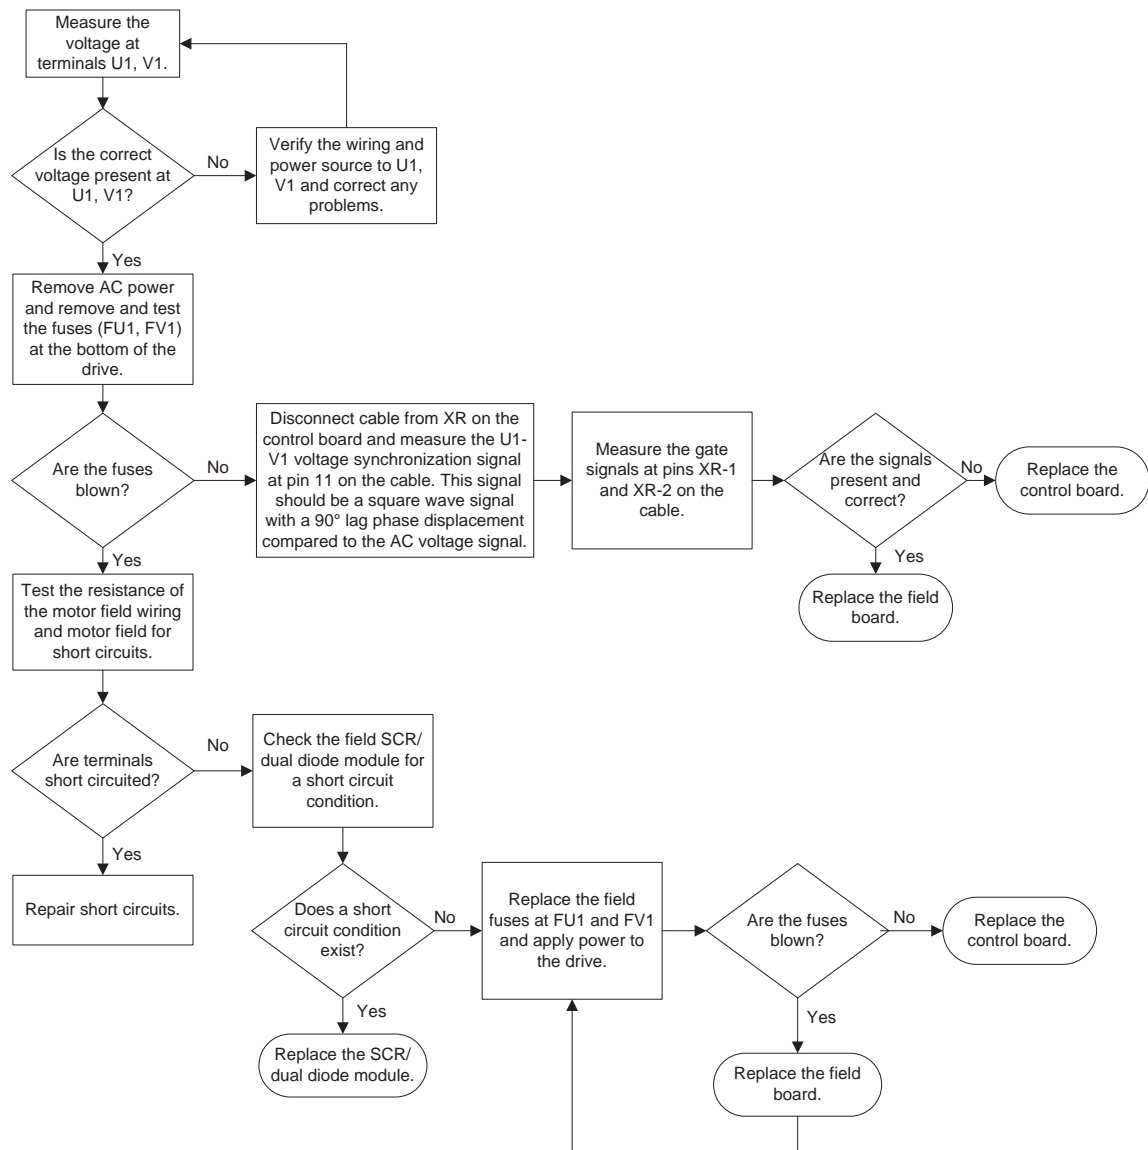 Measure the
voltage at
terminals U1, V1.
Is the correct
voltage present at
U1, V1?
No
Verify the wiring and
power source to U1,
V1 and correct any
problems.
Yes
Remove AC power
and remove and test
the fuses (FU1, FV1)
at the bottom of the
drive.
Are the fuses
blown?
No
Disconnect cable from XR on the
control board and measure the U1-
V1 voltage synchronization signal
at pin 11 on the cable. This signal
should be a square wave signal
with a 90° lag phase displacement
compared to the AC voltage signal.
Measure the gate
signals at pins XR-1
and XR-2 on the
cable.
Are the signals
present and
correct?
No
Replace the
control board.
Yes
Replace the field
board.
Yes
Test the resistance of
the motor field wiring
and motor field for
short circuits.
Are terminals
short circuited?
No
Check the field SCR/
dual diode module for
a short circuit
condition.
Yes
Repair short circuits.
Does a short
circuit condition
exist?
No
Replace the field
fuses at FU1 and FV1
and apply power to
the drive.
Are the fuses
blown?
No
Replace the
control board.
Yes
Replace the SCR/
dual diode module.
Yes
Replace the field
board.